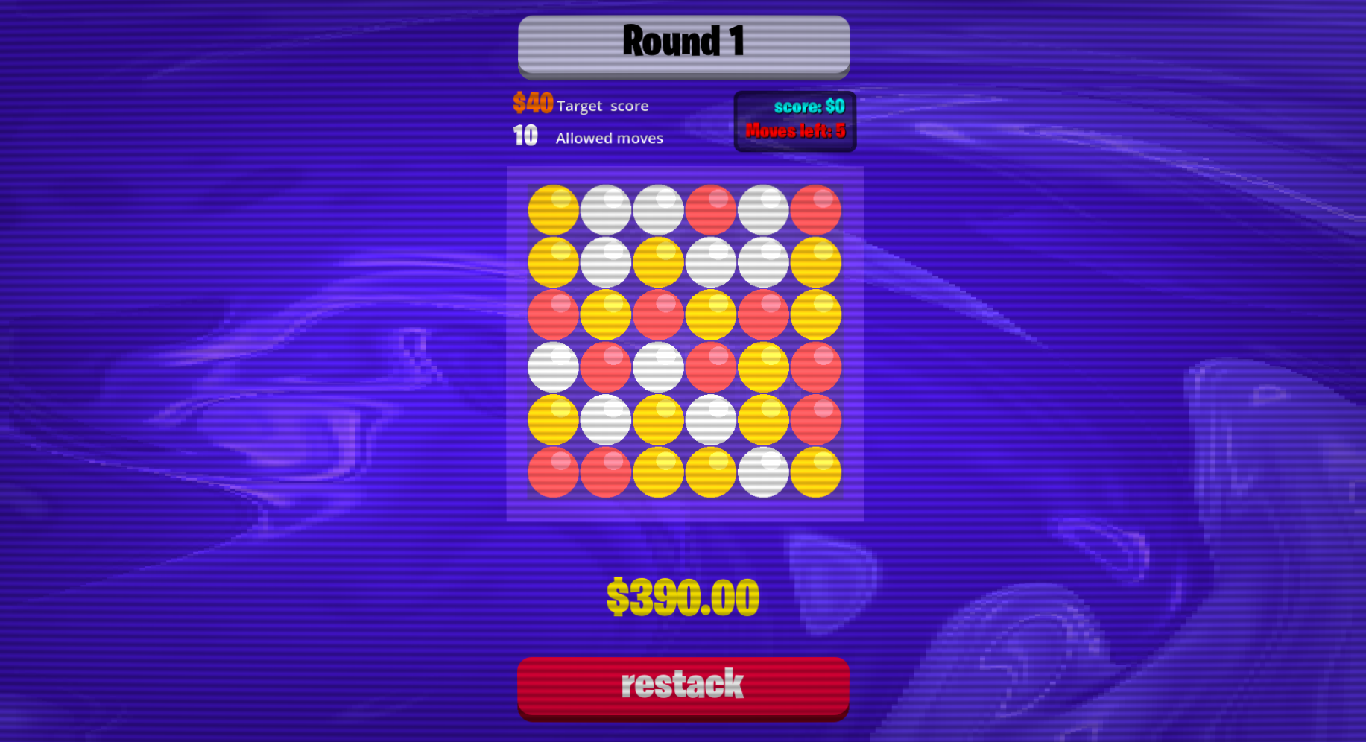 Round 1
$40 Target score
score: $0
10 Allowed moves
Moves left: 5
$390.00
restack